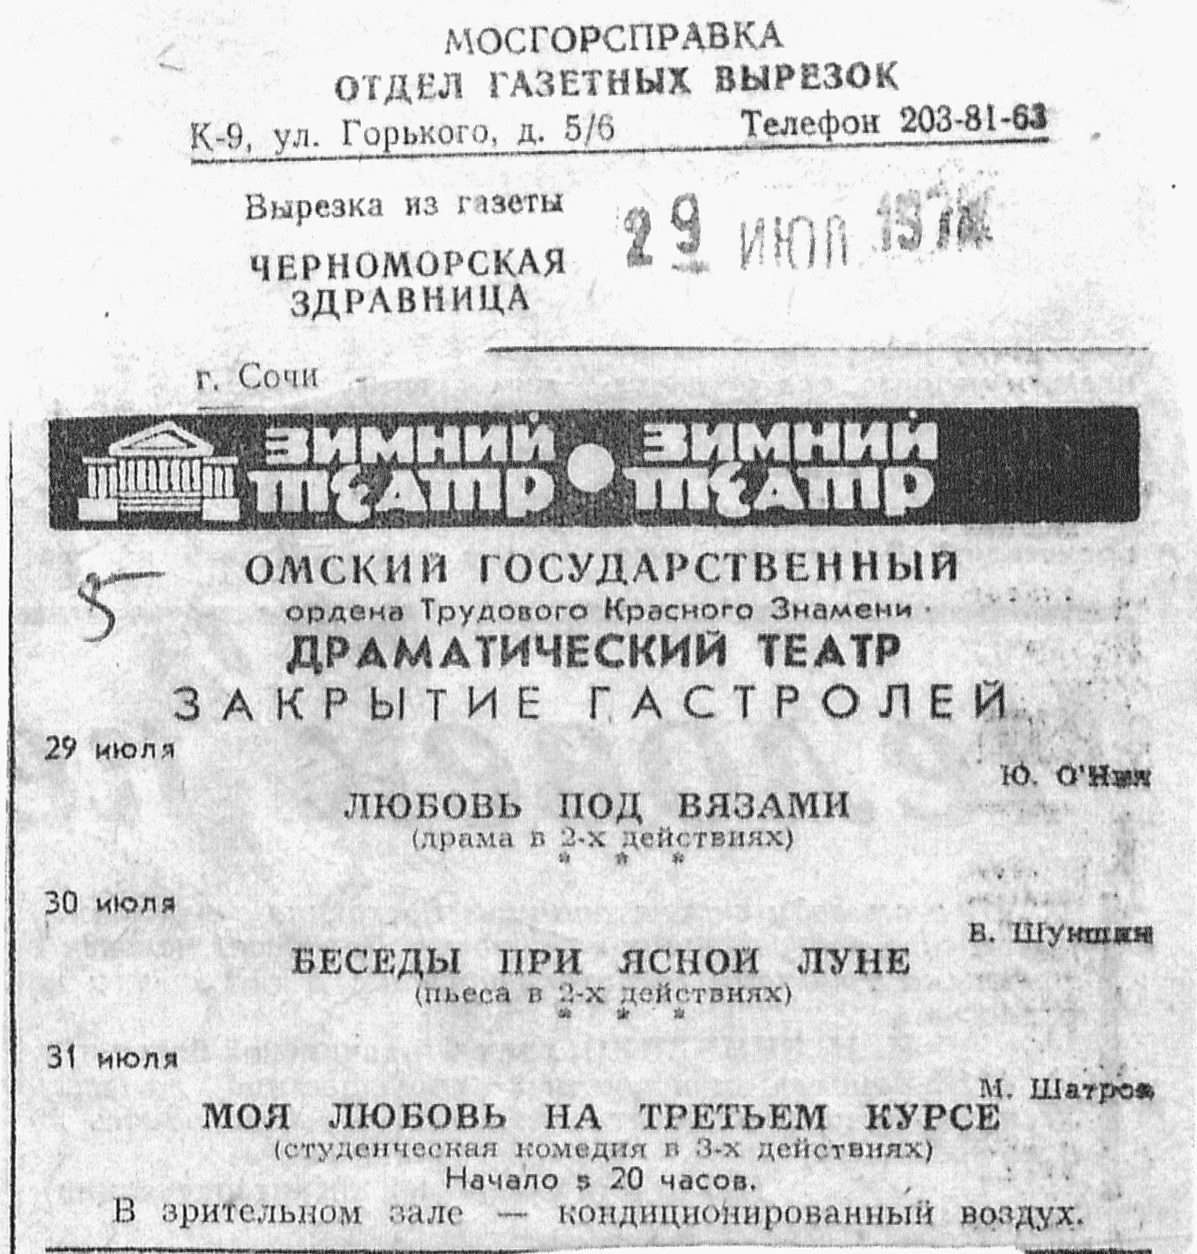 МОСГОРСПРАВКА
ОТДЕЛ ГАЗЕТНЫХ ВЫРЕЗОК
К-9, ул. Горького, д. 5/6 Телефон 203-81-63
Вырезка из газеты
29 ИЮЛ
ЧЕРНОМОРСКАЯ
ЗДРАВНИЦА
г. Сочи
ЗИМНИЙ ТЕАТР • ЗИМНИЙ ТЕАТР
5
ОМСКИЙ ГОСУДАРСТВЕННЫЙ
ордена Трудового Красного Знамени
ДРАМАТИЧЕСКИЙ ТЕАТР
ЗАКРЫТИЕ ГАСТРОЛЕЙ
29 июля
Ю. О'Нил
ЛЮБОВЬ ПОД ВЯЗАМИ
(драма в 2-х действиях)
* * *
30 июля
В. Шукшин
БЕСЕДЫ ПРИ ЯСНОЙ ЛУНЕ
(пьеса в 2-х действиях)
* * *
31 июля
М. Шатров
МОЯ ЛЮБОВЬ НА ТРЕТЬЕМ КУРСЕ
(студенческая комедия в 3-х действиях)
Начало в 20 часов.
В зрительном зале — кондиционированный воздух.